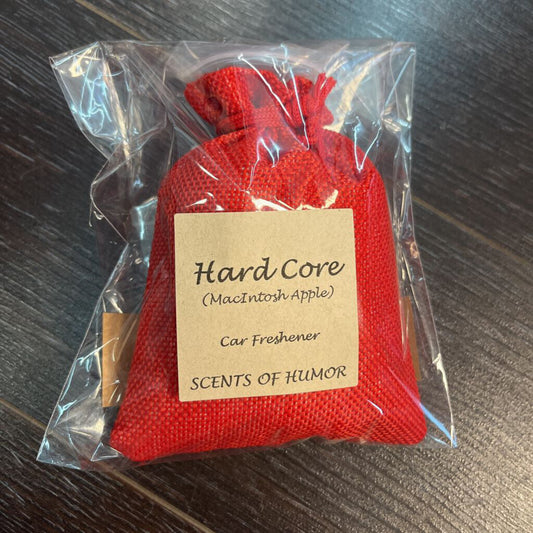 Hard Core
(MacIntosh Apple)
Car Freshener
SCENTS OF HUMOR